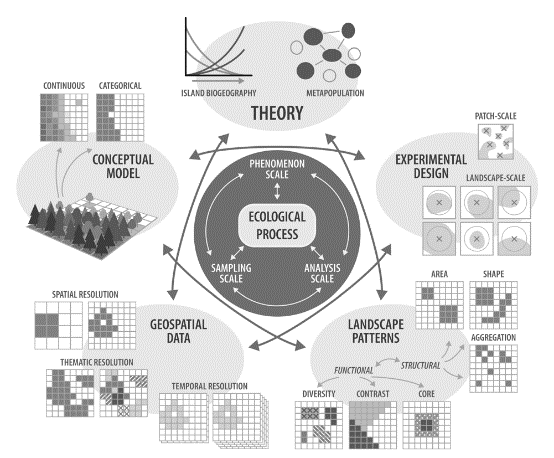 ISLAND BIOGEOGRAPHY
METAPOPULATION
THEORY
CONTINUOUS
CATEGORICAL
CONCEPTUAL
MODEL
PATCH-SCALE
EXPERIMENTAL
DESIGN
LANDSCAPE-SCALE
PHENOMENON
SCALE
ECOLOGICAL
PROCESS
SAMPLING
SCALE
ANALYSIS
SCALE
SPATIAL RESOLUTION
GEOSPATIAL
DATA
THEMATIC RESOLUTION
TEMPORAL RESOLUTION
LANDSCAPE
PATTERNS
AREA
SHAPE
AGGREGATION
FUNCTIONAL
STRUCTURAL
DIVERSITY
CONTRAST
CORE